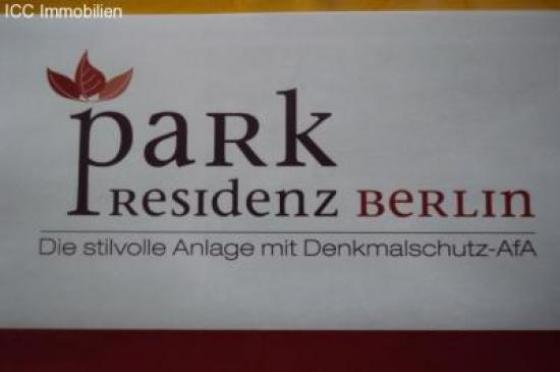 ICC Immobilien
Park
Residenz Berlin
Die stilvolle Anlage mit Denkmalschutz-AfA